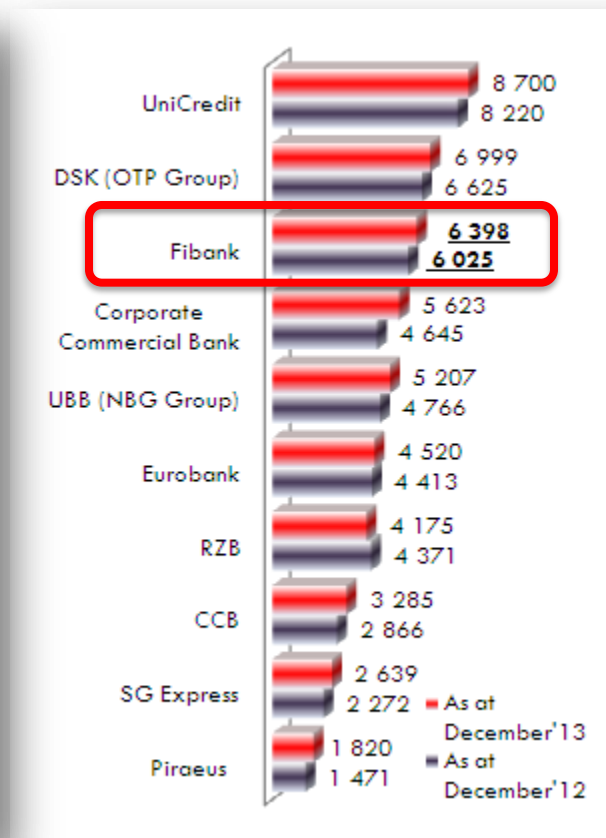 UniCredit
8 700
8 220
DSK (OTP Group)
6 999
6 625
Fibank
6 398
6 025
Corporate
Commercial Bank
5 623
4 645
UBB (NBG Group)
5 207
4 766
Eurobank
4 520
4 413
RZB
4 175
4 371
CCB
3 285
2 866
SG Express
2 639
2 272
Piraeus
1 820
1 471
As at
December'13
As at
December'12